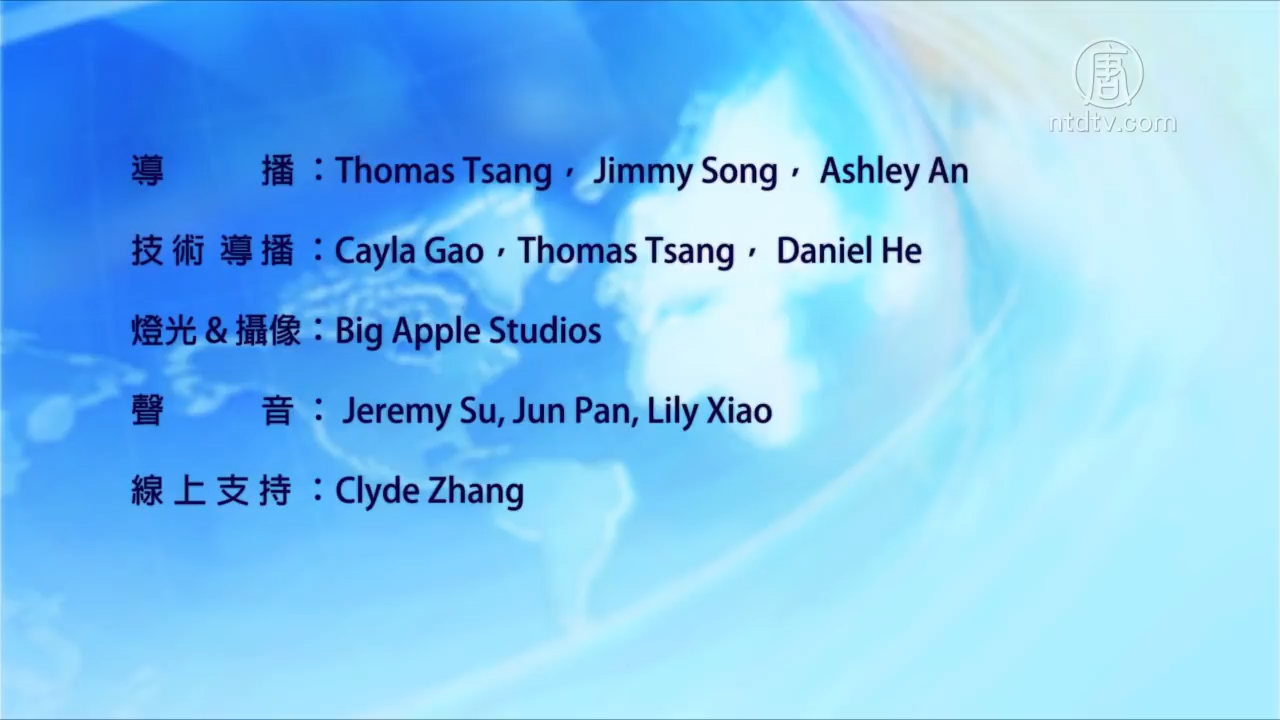 唐
ntdtv.com
導播：Thomas Tsang， Jimmy Song， Ashley An
技術導播：Cayla Gao，Thomas Tsang， Daniel He
燈光&攝像：Big Apple Studios
聲音： Jeremy Su, Jun Pan, Lily Xiao
線上支持：Clyde Zhang